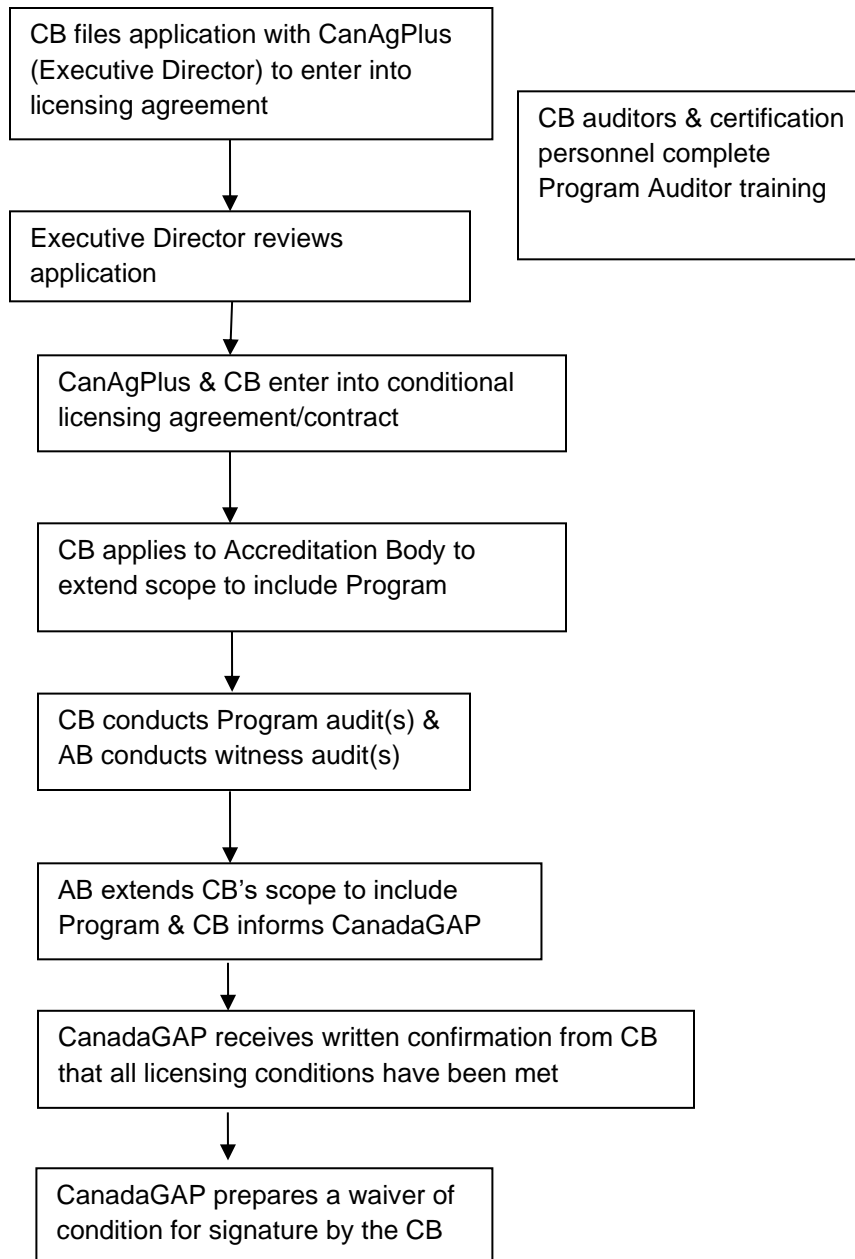 CB files application with CanAgPlus
(Executive Director) to enter into
licensing agreement
CB auditors & certification
personnel complete
Program Auditor training
Executive Director reviews
application
CanAgPlus & CB enter into conditional
licensing agreement/contract
CB applies to Accreditation Body to
extend scope to include Program
CB conducts Program audit(s) &
AB conducts witness audit(s)
AB extends CB's scope to include
Program & CB informs CanadaGAP
CanadaGAP receives written confirmation from CB
that all licensing conditions have been met
CanadaGAP prepares a waiver of
condition for signature by the CB